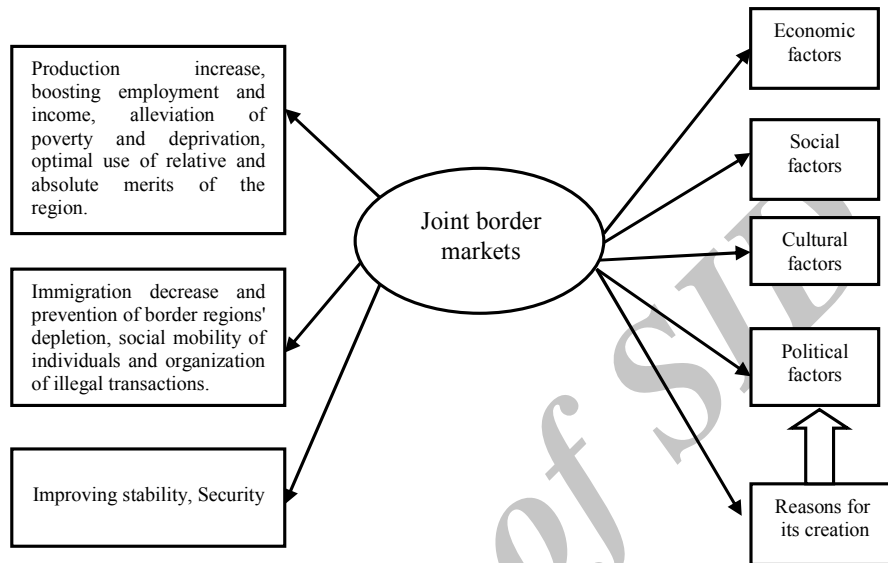 Production increase,
boosting employment and
income, alleviation of
poverty and deprivation,
optimal use of relative and
absolute merits of the
region.
Immigration decrease and
prevention of border regions'
depletion, social mobility of
individuals and organization
of illegal transactions.
Improving stability, Security
Joint border
markets
Economic
factors
Social
factors
Cultural
factors
Political
factors
Reasons for
its creation
of SID